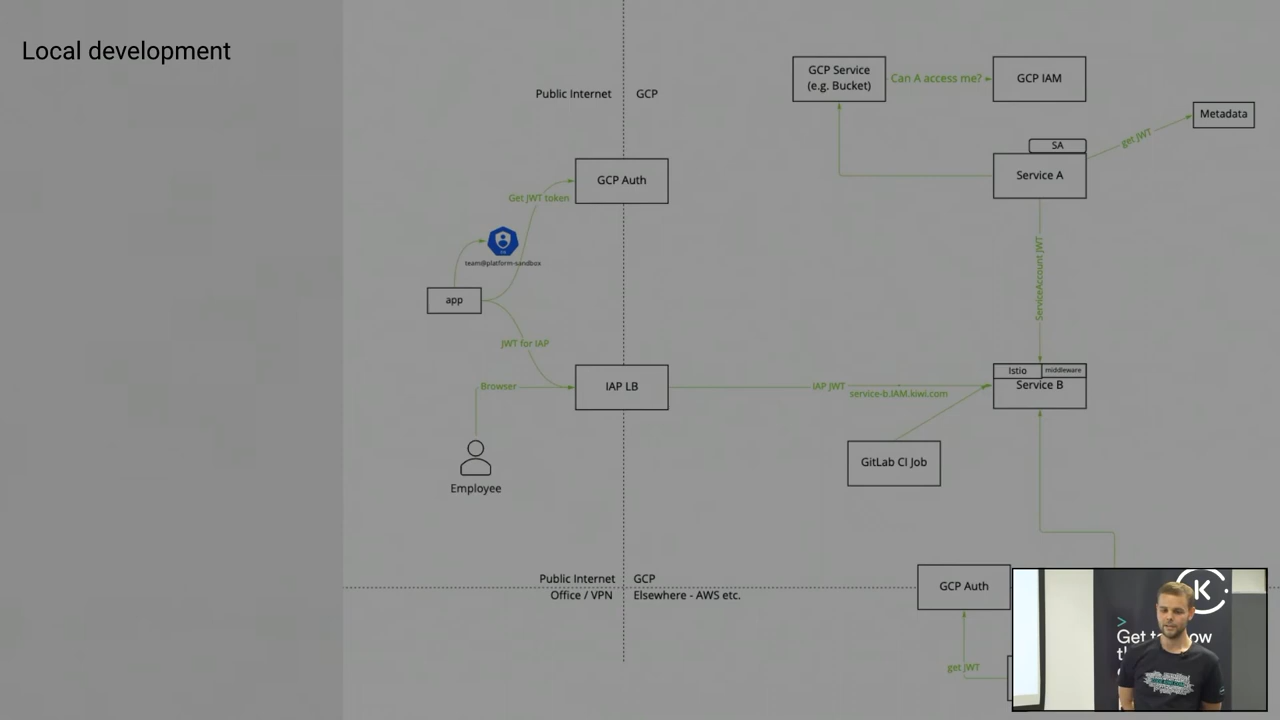 Local development
Public Internet
GCP
GCP Service
(e.g. Bucket)
Can A access me?
GCP IAM
Metadata
get JWT
SA
Service A
GCP Auth
Get JWT token
team@platform-sandbox
app
JWT for IAP
ServiceAccount JWT
Browser
IAP LB
IAP JWT
service-b.IAM.kiwi.com
Istio
middleware
Service B
GitLab CI Job
Employee
Public Internet
GCP
Office / VPN
Elsewhere - AWS etc.
GCP Auth
get JWT
K
>
Get to